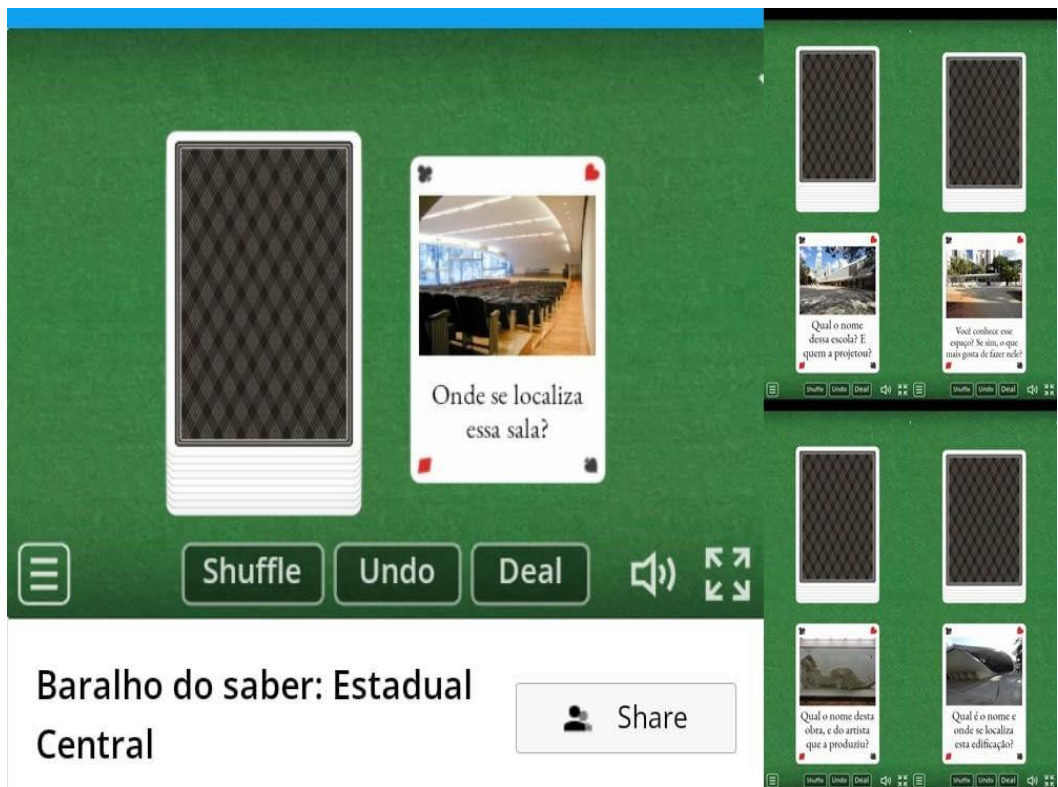 Onde se localiza
essa sala?
Shuffle
Undo
Deal
Baralho do saber: Estadual
Central
Share
Qual o nome
dessa escola? E
quem a projetou?
Você conhece esse
espaço? Se sim, o que
mais gosta de fazer nele?
Shuffle Undo Deal
Shuffle Undo Deal
Qual o nome desta
obra, e do artista
que a produziu?
Qual é o nome e
onde se localiza
esta edificação?
Shuffle Undo Deal
Shuffle Undo Deal